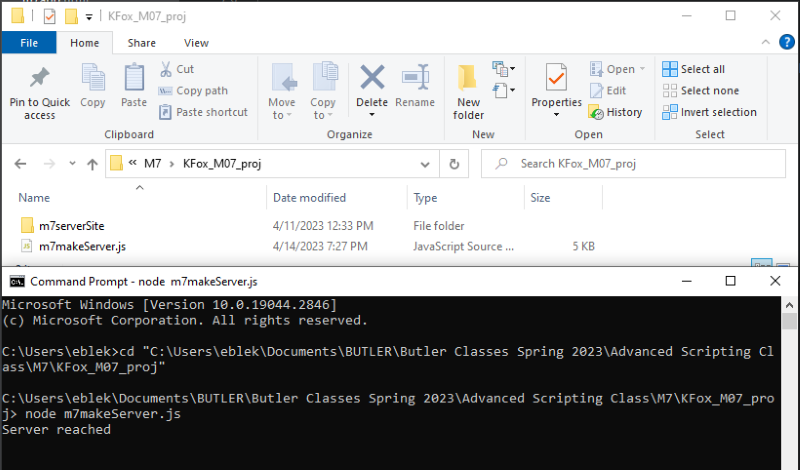 KFox_M07_proj
File Home Share View
Pin to Quick access
Copy
Paste
Cut
Copy path
Paste shortcut
Move to
Copy to
Delete
Rename
New folder
Properties
Open
Edit
History
Select all
Select none
Invert selection
Clipboard Organize New Open Select
« M7 › KFox_M07_proj
Search KFox_M07_proj
Name Date modified Type Size
m7serverSite 4/11/2023 12:33 PM File folder
m7makeServer.js 4/14/2023 7:27 PM JavaScript Source ... 5 KB
Command Prompt - node m7makeServer.js
Microsoft Windows [Version 10.0.19044.2846]
(c) Microsoft Corporation. All rights reserved.
C:\Users\eblek>cd "C:\Users\eblek\Documents\BUTLER\Butler Classes Spring 2023\Advanced Scripting Cl
ass\M7\KFox_M07_proj"
C:\Users\eblek\Documents\BUTLER\Butler Classes Spring 2023\Advanced Scripting Class\M7\KFox_M07_pro
j> node m7makeServer.js
Server reached